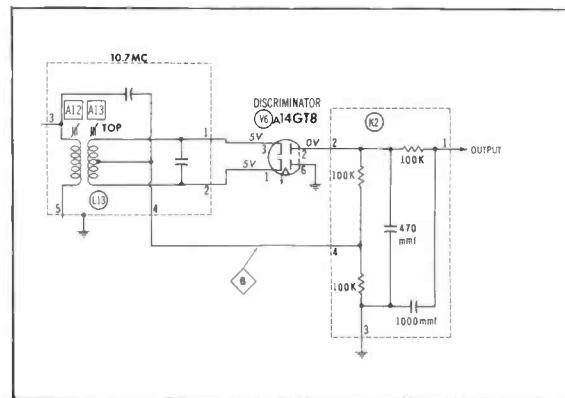 10.7MC
A12
A13
TOP
3
1
2
L13
5
4
DISCRIMINATOR
V6 A14GT8
5V
3
5V
1
0V
2
6
K2
2
1
OUTPUT
100K
100K
470
mmf
4
100K
1000mmf
3